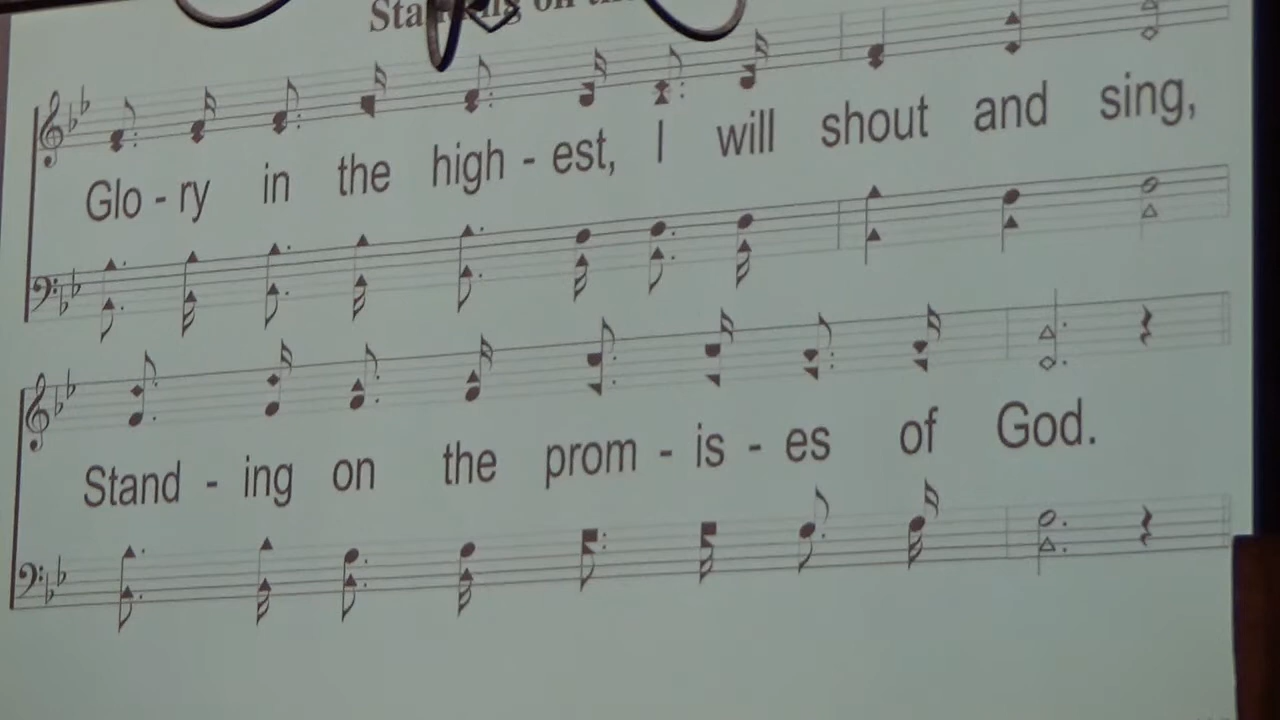 on
Glo - ry in the high - est, I will shout and sing,
Stand - ing on the prom - is - es of God.